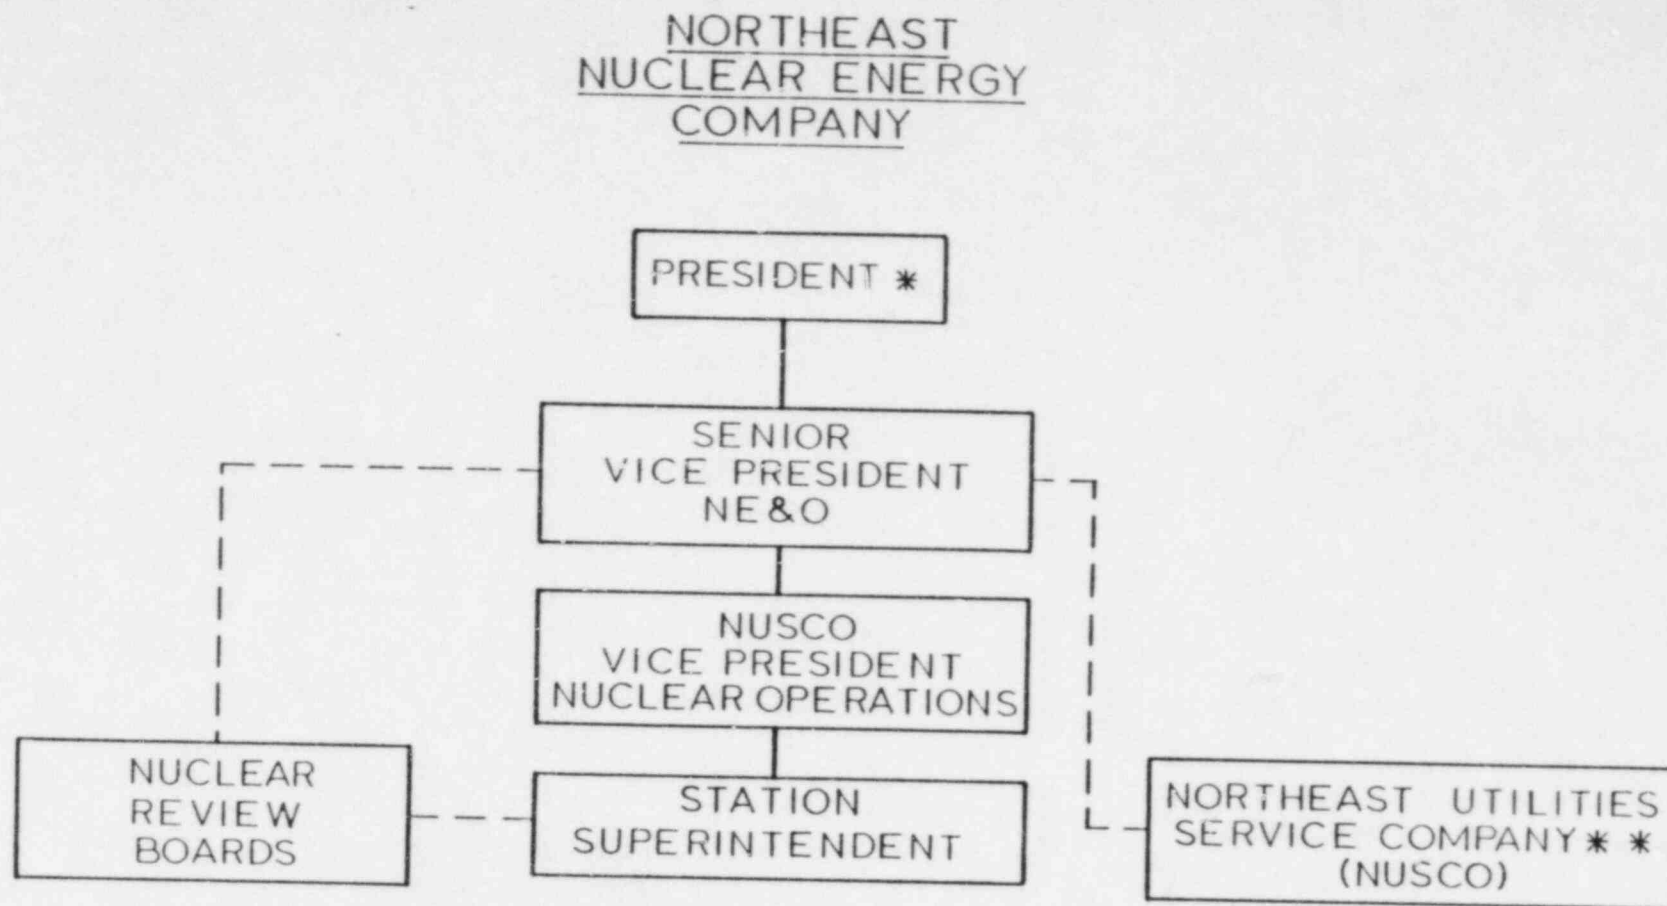 NORTHEAST
NUCLEAR ENERGY
COMPANY
PRESIDENT *
SENIOR
VICE PRESIDENT
NE&O
NUSCO
VICE PRESIDENT
NUCLEAR OPERATIONS
NUCLEAR
REVIEW
BOARDS
STATION
SUPERINTENDENT
NORTHEAST UTILITIES
SERVICE COMPANY * *
(NUSCO)